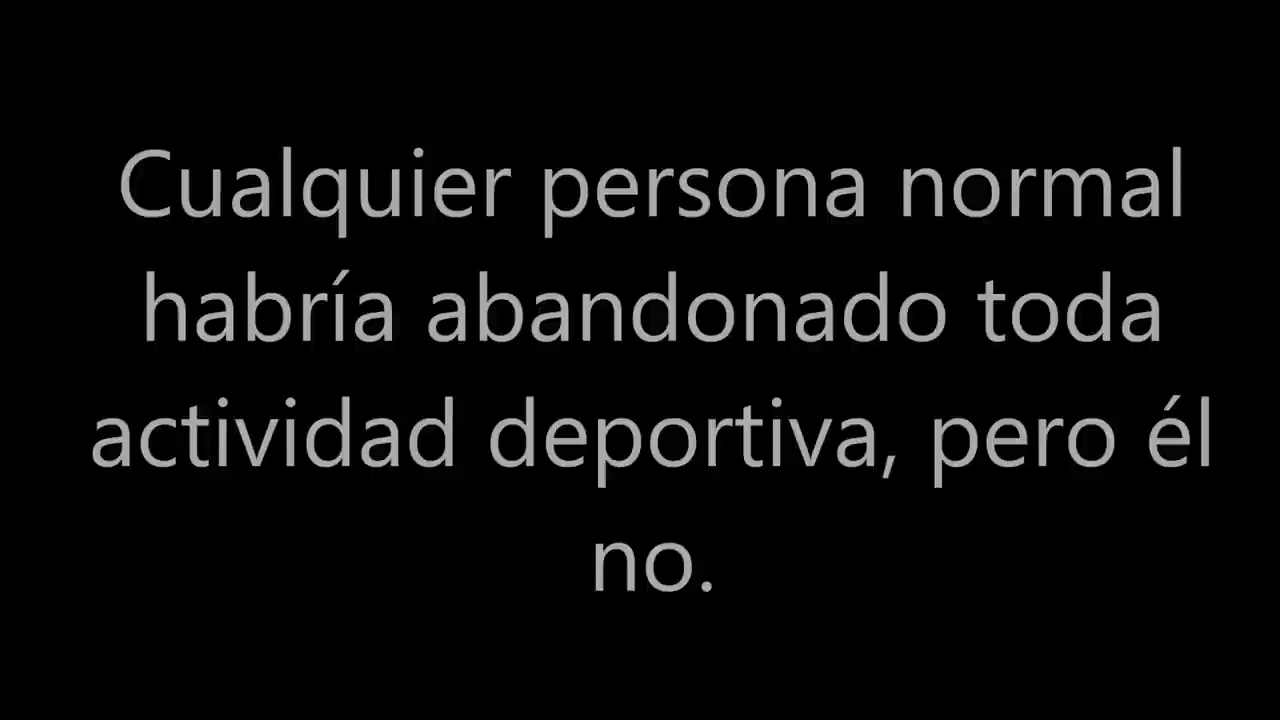 Cualquier persona normal
habría abandonado toda
actividad deportiva, pero él
no.